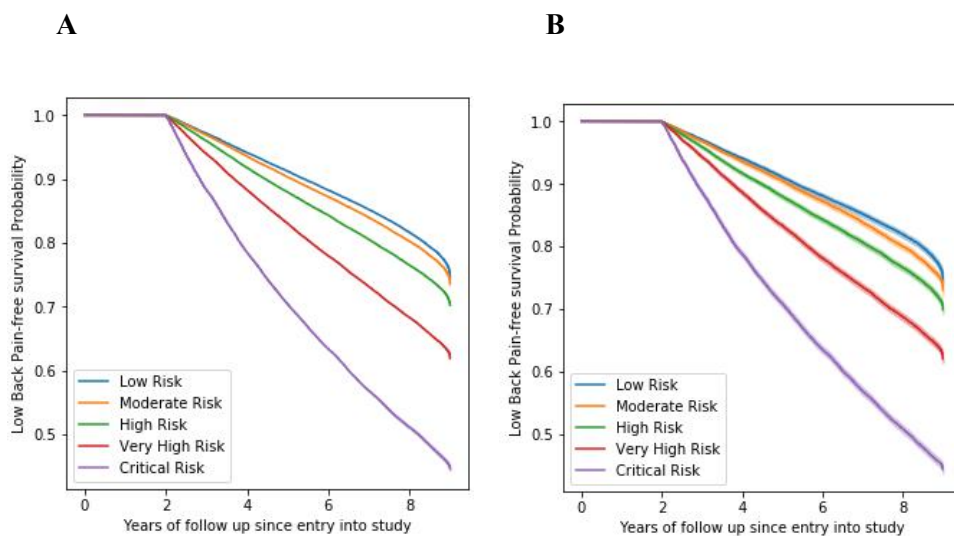 A
B
Low Back Pain-free survival Probability
1.0
0.9
0.8
0.7
0.6
0.5
Low Risk
Moderate Risk
High Risk
Very High Risk
Critical Risk
0 2 4 6 8
Years of follow up since entry into study
Low Back Pain-free survival Probability
1.0
0.9
0.8
0.7
0.6
0.5
Low Risk
Moderate Risk
High Risk
Very High Risk
Critical Risk
0 2 4 6 8
Years of follow up since entry into study